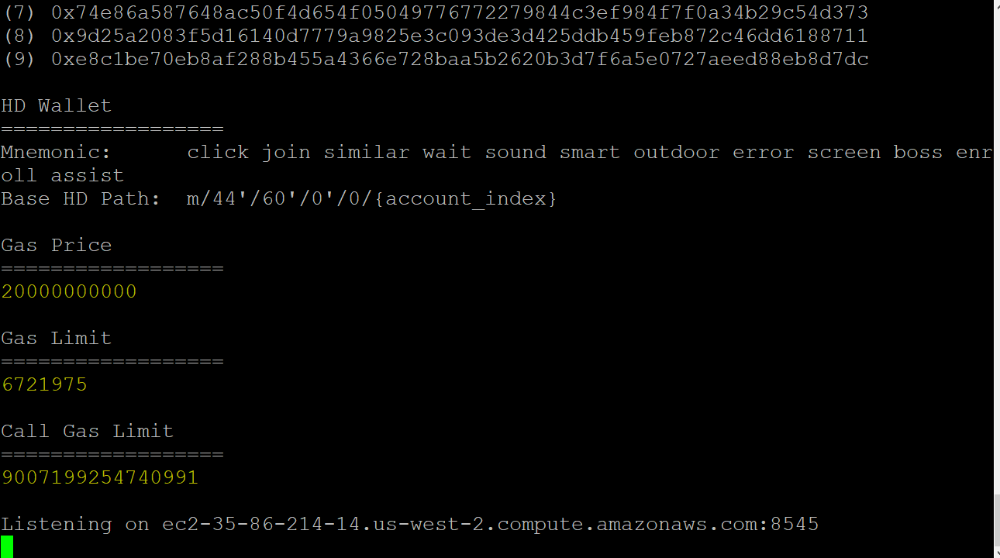 (7) 0x74e86a587648ac50f4d654f05049776772279844c3ef984f7f0a34b29c54d373
(8) 0x9d25a2083f5d16140d7779a9825e3c093de3d425ddb459feb872c46dd6188711
(9) 0xe8c1be70eb8af288b455a4366e728baa5b2620b3d7f6a5e0727aeed88eb8d7dc
HD Wallet
==================
Mnemonic:      click join similar wait sound smart outdoor error screen boss enr
oll assist
Base HD Path:  m/44'/60'/0'/0/{account_index}
Gas Price
==================
20000000000
Gas Limit
==================
6721975
Call Gas Limit
==================
9007199254740991
Listening on ec2-35-86-214-14.us-west-2.compute.amazonaws.com:8545